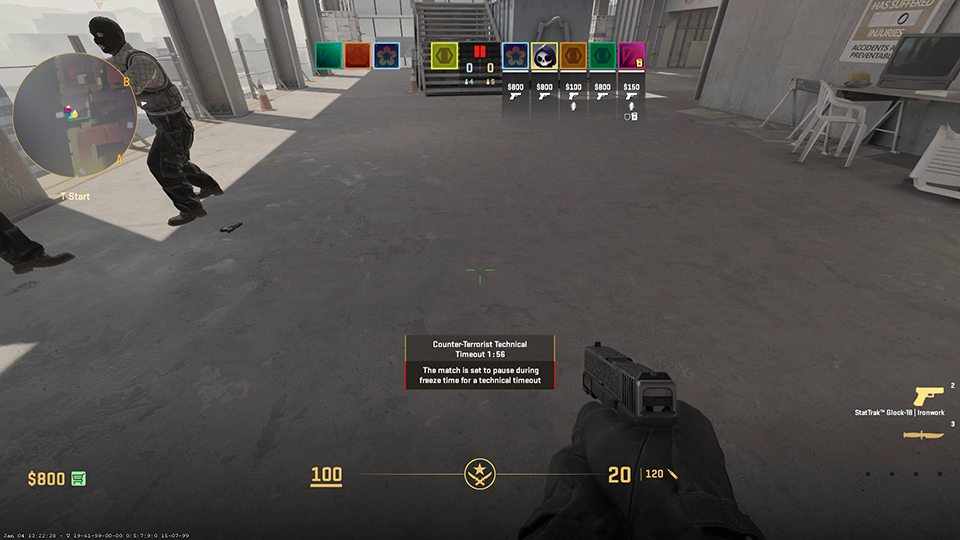 HAS SUFFERED
0
INJURIES
ACCIDENTS A
PREVENTABL
B
A
T Start
0 0
4 5
$800 $800 $100 $800 $150
Counter-Terrorist Technical
Timeout 1:56
The match is set to pause during
freeze time for a technical timeout
2
StatTrak™ Glock-18 | Ironwork
3
$800
100
20 | 120